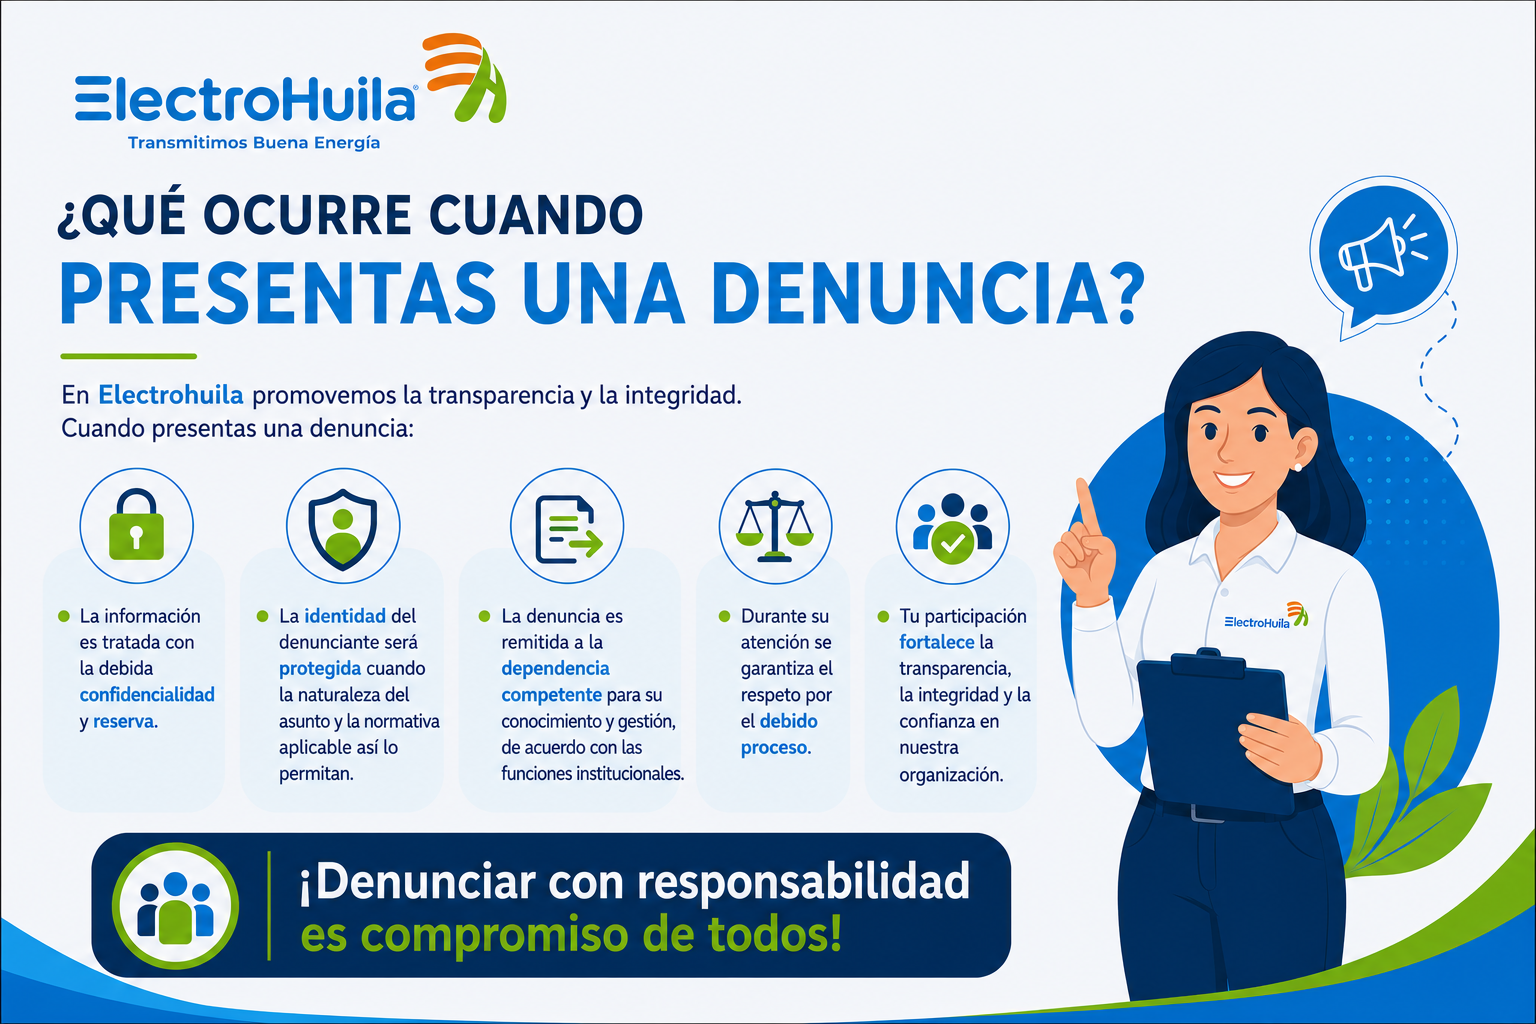 ElectroHuila
Transmitimos Buena Energía
¿QUÉ OCURRE CUANDO
PRESENTAS UNA DENUNCIA?
En Electrohuila promovemos la transparencia y la integridad.
Cuando presentas una denuncia:
La información
es tratada con
la debida
confidencialidad
y reserva.
La identidad del
denunciante será
protegida cuando
la naturaleza del
asunto y la normativa
aplicable así lo
permitan.
La denuncia es
remitida a la
dependencia
competente para su
conocimiento y gestión,
de acuerdo con las
funciones institucionales.
Durante su
atención se
garantiza el
respeto por
el debido
proceso.
Tu participación
fortalece la
transparencia,
la integridad y la
confianza en
nuestra
organización.
ElectroHuila
¡Denunciar con responsabilidad
es compromiso de todos!